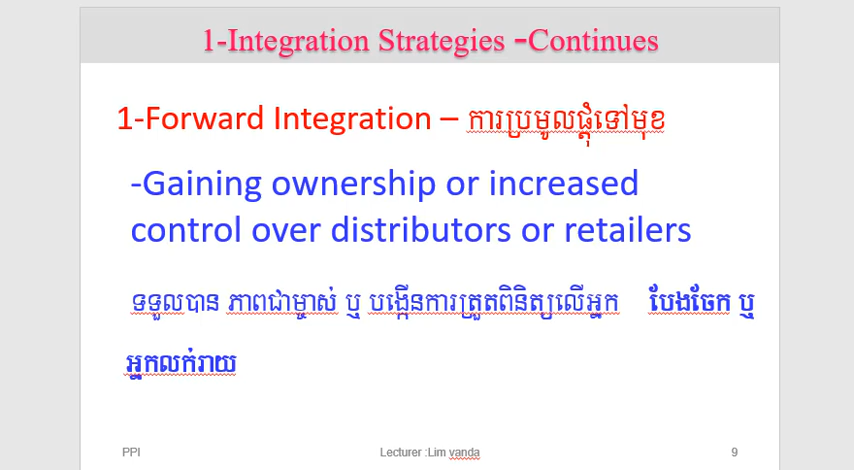 1-Integration Strategies -Continues
1-Forward Integration – ការប្រមូលផ្តុំទៅមុខ
-Gaining ownership or increased
control over distributors or retailers
ទទួលបាន ភាពជាម្ចាស់ ឬ បង្កើនការត្រួតពិនិត្យលើអ្នក បែងចែក ឬ
អ្នកលក់រាយ
PPI Lecturer :Lim vanda 9